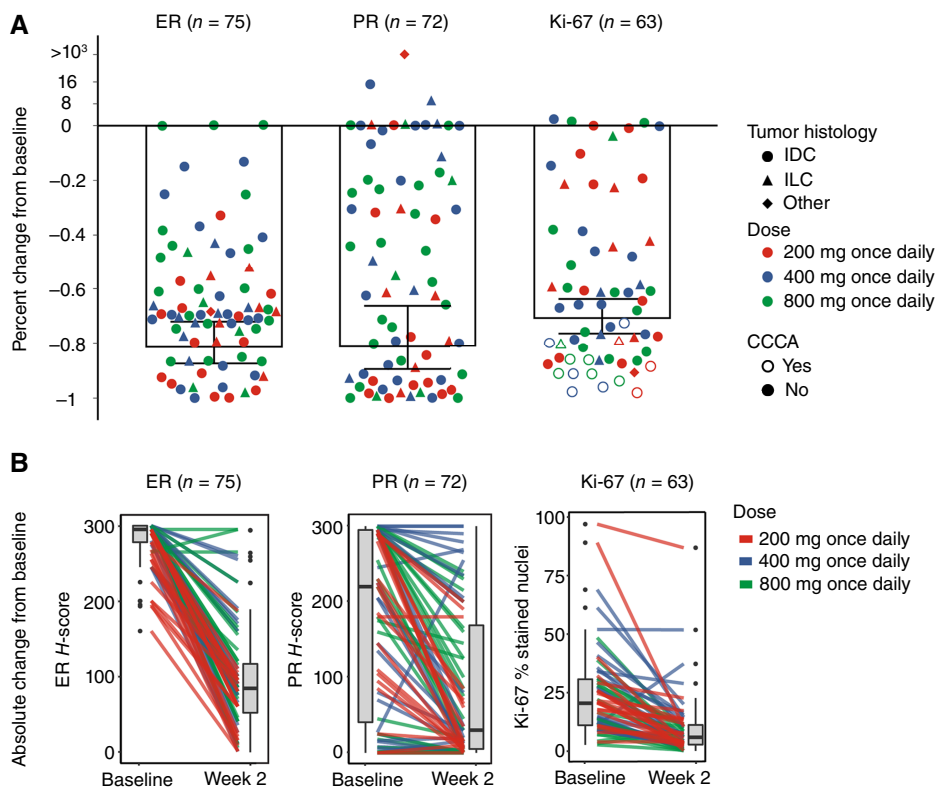 A
ER (n = 75)
PR (n = 72)
Ki-67 (n = 63)
Percent change from baseline
>10³
16
8
0
−0.2
−0.4
−0.6
−0.8
−1
Tumor histology
IDC
ILC
Other
Dose
200 mg once daily
400 mg once daily
800 mg once daily
CCCA
Yes
No
B
ER (n = 75)
PR (n = 72)
Ki-67 (n = 63)
Absolute change from baseline
ER H-score
300
200
100
0
Baseline
Week 2
PR H-score
300
200
100
0
Baseline
Week 2
Ki-67 % stained nuclei
100
75
50
25
0
Baseline
Week 2
Dose
200 mg once daily
400 mg once daily
800 mg once daily